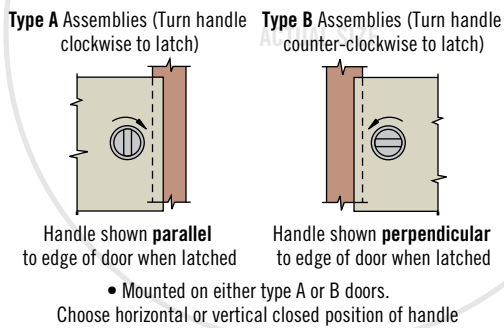 Type A Assemblies (Turn handle
clockwise to latch)
Type B Assemblies (Turn handle
counter-clockwise to latch)
ACTUAL SIZE
Handle shown parallel
to edge of door when latched
Handle shown perpendicular
to edge of door when latched
• Mounted on either type A or B doors.
Choose horizontal or vertical closed position of handle